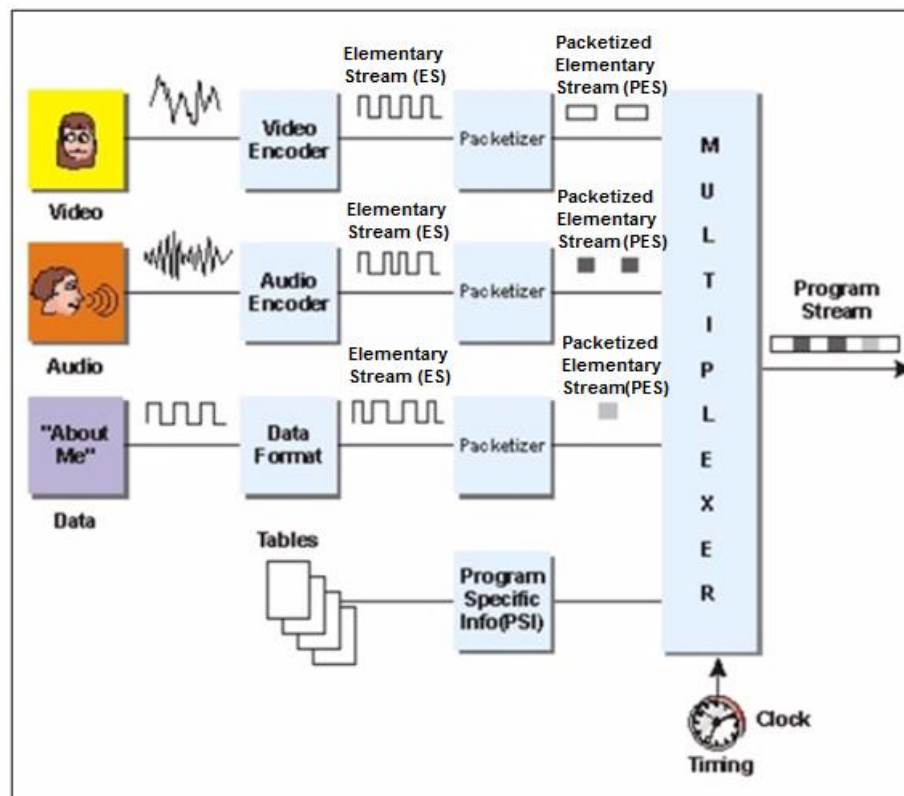 Elementary
Stream (ES)
Packetized
Elementary
Stream (PES)
Video
Encoder
Packetizer
Video
Elementary
Stream (ES)
Packetized
Elementary
Stream (PES)
Audio
Encoder
Packetizer
Audio
Elementary
Stream (ES)
Packetized
Elementary
Stream(PES)
"About
Me"
Data
Format
Packetizer
Data
Tables
Program
Specific
Info(PSI)
M
U
L
T
I
P
L
E
X
E
R
Program
Stream
Clock
Timing